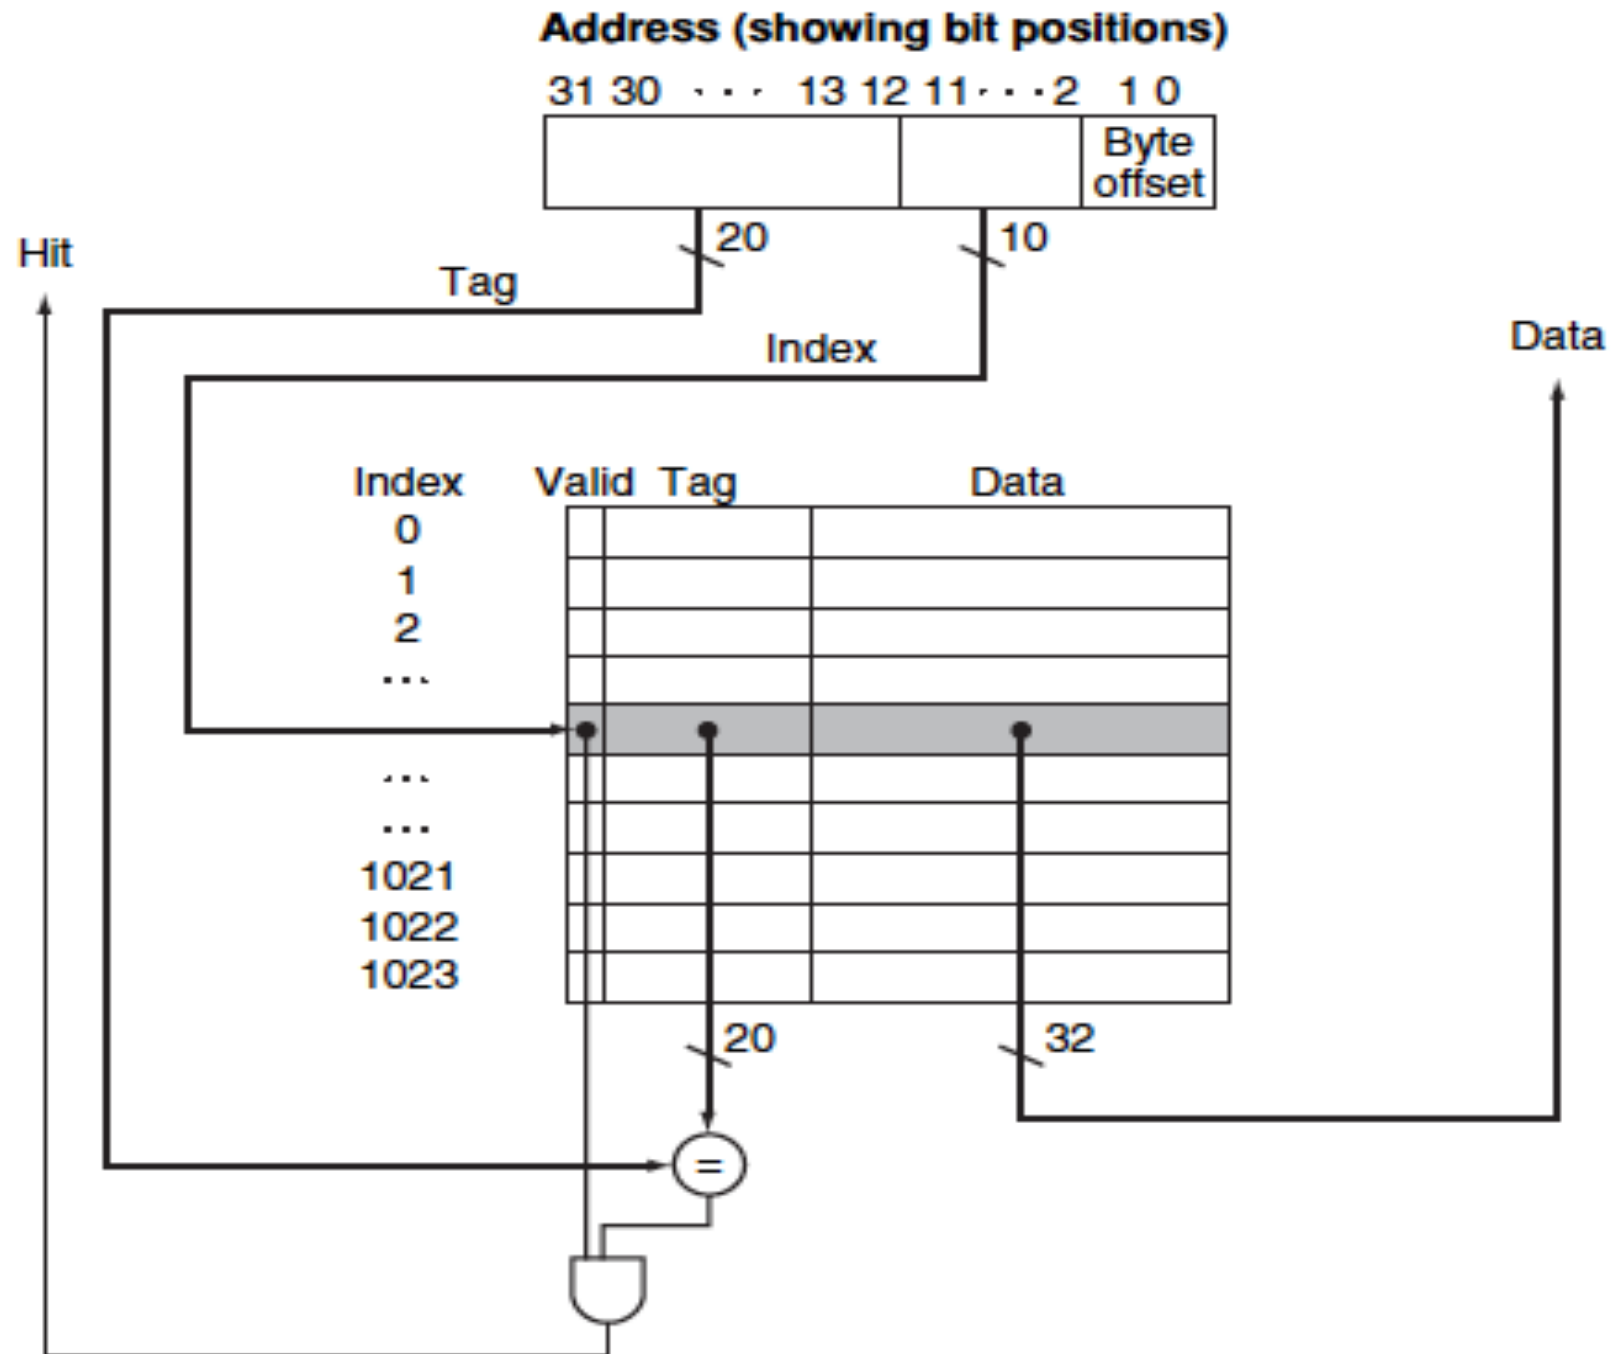 Address (showing bit positions)
31 30 ··· 13 12 11 ··· 2 1 0
Byte
offset
20 10
Hit
Tag
Index
Data
Index Valid Tag Data
0
1
2
...
...
...
1021
1022
1023
20 32
=